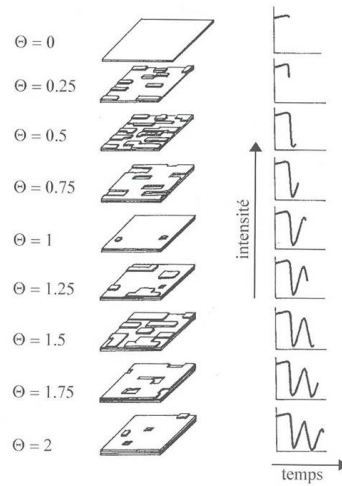 Θ = 0
Θ = 0.25
Θ = 0.5
Θ = 0.75
Θ = 1
Θ = 1.25
Θ = 1.5
Θ = 1.75
Θ = 2
intensité
temps